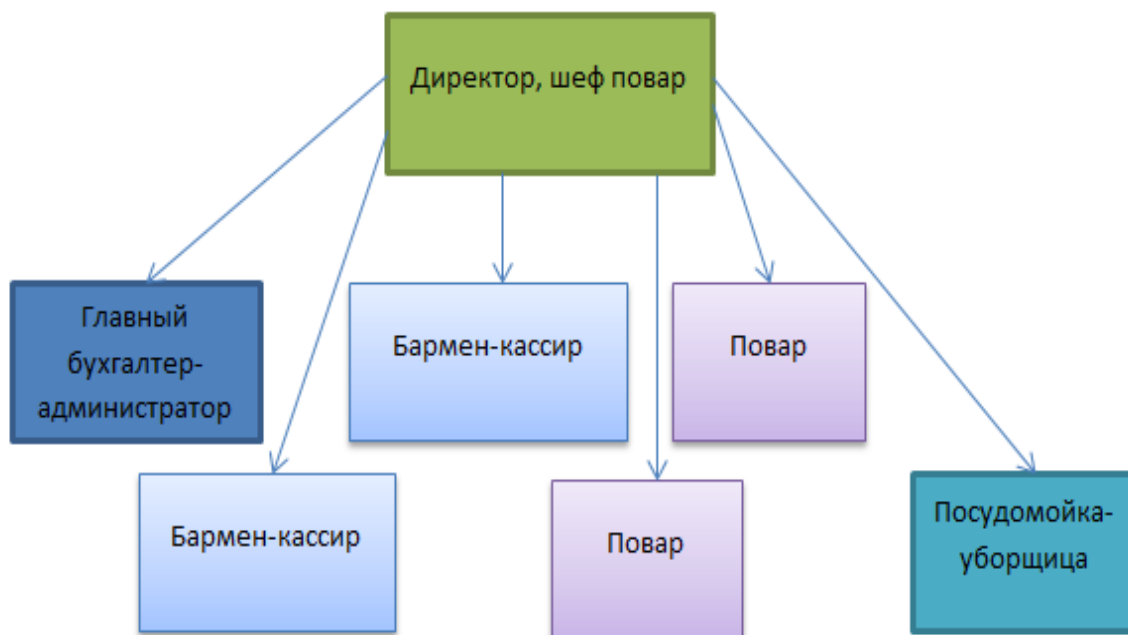 Директор, шеф повар
Главный
бухгалтер-
администратор
Бармен-кассир
Повар
Бармен-кассир
Повар
Посудомойка-
уборщица